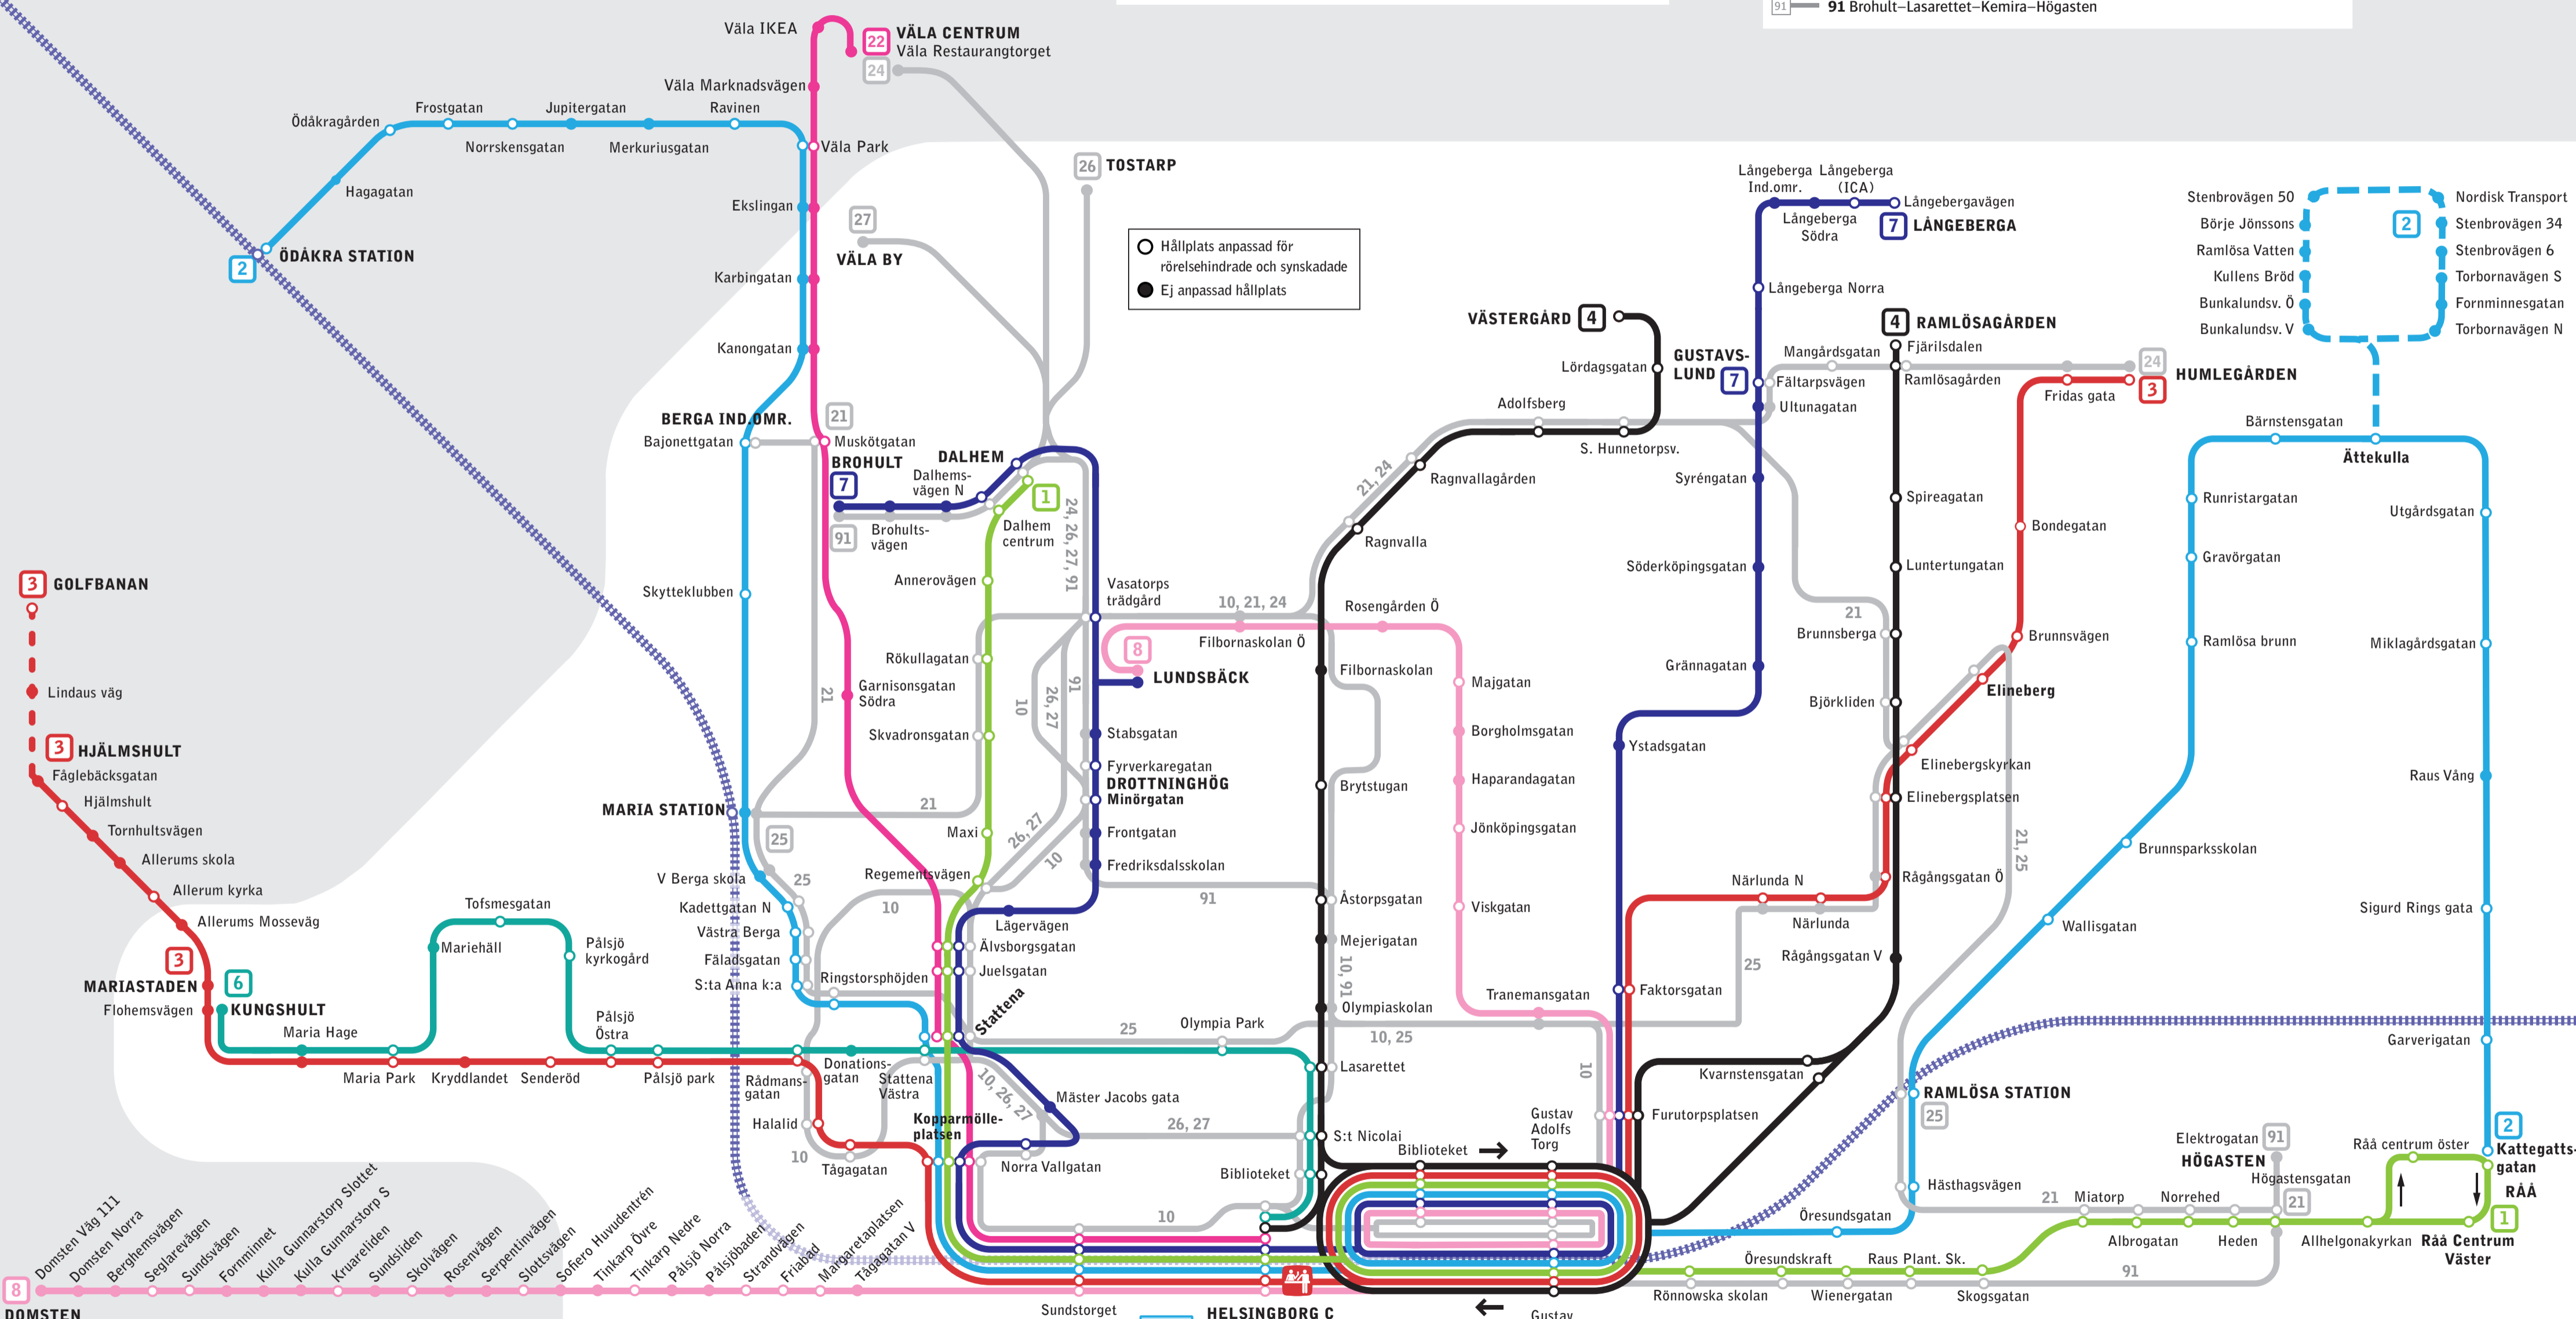 91
91 Brohult–Lasarettet–Kemira–Högasten
Väla IKEA
22
VÄLA CENTRUM
Väla Restaurangtorget
24
Väla Marknadsvägen
Frostgatan
Jupitergatan
Ravinen
Ödåkragården
Norrskensgatan
Merkuriusgatan
Väla Park
Hagagatan
Ekslingan
2
ÖDÅKRA STATION
Karbingatan
Kanongatan
26
TOSTARP
27
VÄLA BY
Hållplats anpassad för
rörelsehindrade och synskadade
Ej anpassad hållplats
Långeberga
Ind.omr.
Långeberga
(ICA)
Långebergavägen
Långeberga
Södra
7
LÅNGEBERGA
Långeberga Norra
Stenbrovägen 50
Börje Jönssons
Ramlösa Vatten
Kullens Bröd
Bunkalundsv. Ö
Bunkalundsv. V
2
Nordisk Transport
Stenbrovägen 34
Stenbrovägen 6
Torbornavägen S
Fornminnesgatan
Torbornavägen N
VÄSTERGÅRD
4
Lördagsgatan
GUSTAVS-
LUND
7
Mangårdsgatan
Fältarpsvägen
Ultunagatan
4
RAMLÖSAGÅRDEN
Fjärilsdalen
Ramlösagården
24
3
HUMLEGÅRDEN
Fridas gata
Adolfsberg
S. Hunnetorpsv.
21, 24
Ragnvallagården
Ragnvalla
Syréngatan
Söderköpingsgatan
Grännagatan
Ystadsgatan
Spireagatan
Luntertungatan
21
Brunnsberga
Björkliden
Bondegatan
Brunnsvägen
Elineberg
Elinebergskyrkan
Elinebergsplatsen
21, 25
Rågångsgatan Ö
Närlunda N
Närlunda
25
Rågångsgatan V
Bärnstensgatan
Ättekulla
Runristargatan
Gravörgatan
Ramlösa brunn
Brunnsparksskolan
Wallisgatan
Utgårdsgatan
Miklagårdsgatan
Raus Vång
Sigurd Rings gata
Garverigatan
2
Kattegatts-
gatan
BERGA IND.OMR.
Bajonettgatan
21
Muskötgatan
BROHULT
7
91
Brohults-
vägen
Dalhems-
vägen N
DALHEM
1
Dalhem
centrum
24, 26, 27, 91
Skytteklubben
Annerovägen
Vasatorps
trädgård
10, 21, 24
Rosengården Ö
Filbornaskolan Ö
8
LUNDSBÄCK
Rökullagatan
Garnisonsgatan
Södra
21
Skvadronsgatan
10
26, 27
91
Stabsgatan
Fyrverkaregatan
DROTTNINGHÖG
Minörgatan
Frontgatan
Fredriksdalsskolan
Filbornaskolan
Brytstugan
Majgatan
Borgholmsgatan
Haparandagatan
Jönköpingsgatan
Viskgatan
Tranemansgatan
3
GOLFBANAN
Lindaus väg
3
HJÄLMSHULT
Fåglebäcksgatan
Hjälmshult
Tornhultsvägen
Allerums skola
Allerum kyrka
Allerums Mosseväg
3
MARIASTADEN
Flohemsvägen
6
KUNGSHULT
Maria Hage
Maria Park
Mariehäll
Tofsmesgatan
Pålsjö
kyrkogård
Pålsjö
Östra
Kryddlandet
Senderöd
Pålsjö park
MARIA STATION
21
25
25
V Berga skola
Kadettgatan N
Västra Berga
Fäladsgatan
S:ta Anna k:a
Maxi
26, 27
10
Regementsvägen
10
91
Lägervägen
Älvsborgsgatan
Juelsgatan
Ringstorpshöjden
Stattena
Åstorpsgatan
Mejerigatan
10, 91
Olympiaskolan
Olympia Park
25
10, 25
Lasarettet
Rådmans-
gatan
Donations-
gatan
Stattena
Västra
10, 26, 27
Mäster Jacobs gata
Halalid
Kopparmölle-
platsen
10
Tågagatan
Norra Vallgatan
26, 27
S:t Nicolai
Biblioteket
10
Biblioteket
Gustav
Adolfs
Torg
10
Faktorsgatan
Furutorpsplatsen
Kvarnstensgatan
RAMLÖSA STATION
25
Hästhagsvägen
Öresundsgatan
21
Miatorp
Norrehed
Elektrogatan
91
HÖGASTEN
Högastensgatan
21
Råå centrum öster
RÅÅ
1
Råå Centrum
Väster
Allhelgonakyrkan
Albrogatan
Heden
Öresundskraft
Raus Plant. Sk.
91
Rönnowska skolan
Wienergatan
Skogsgatan
8
DOMSTEN
Domsten Väg 111
Domsten Norra
Berghemsvägen
Seglarevägen
Sundsvägen
Fornminnet
Kulla Gunnarstorp Slottet
Kulla Gunnarstorp S
Kruareliden
Sundsliden
Skolvägen
Rosenvägen
Serpentinvägen
Slottsvägen
Sofiero Huvudentrén
Tinkarp Övre
Tinkarp Nedre
Pålsjö Norra
Pålsjöbaden
Strandvägen
Friabad
Margaretaplatsen
Tågagatan V
Sundstorget
HELSINGBORG C
Gustav